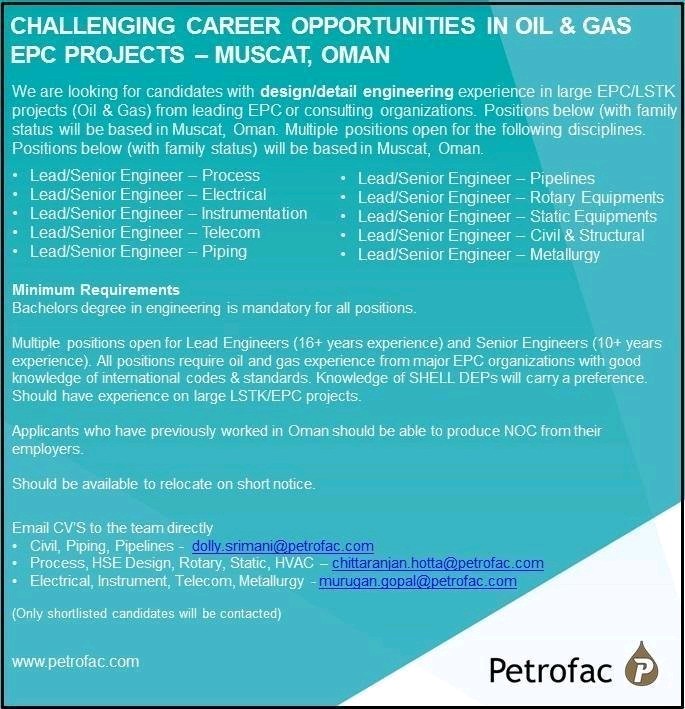 CHALLENGING CAREER OPPORTUNITIES IN OIL & GAS
EPC PROJECTS – MUSCAT, OMAN
We are looking for candidates with design/detail engineering experience in large EPC/LSTK
projects (Oil & Gas) from leading EPC or consulting organizations. Positions below (with family
status will be based in Muscat, Oman. Multiple positions open for the following disciplines.
Positions below (with family status) will be based in Muscat, Oman.
• Lead/Senior Engineer – Process
• Lead/Senior Engineer – Electrical
• Lead/Senior Engineer – Instrumentation
• Lead/Senior Engineer – Telecom
• Lead/Senior Engineer – Piping
• Lead/Senior Engineer – Pipelines
• Lead/Senior Engineer – Rotary Equipments
• Lead/Senior Engineer – Static Equipments
• Lead/Senior Engineer – Civil & Structural
• Lead/Senior Engineer – Metallurgy
Minimum Requirements
Bachelors degree in engineering is mandatory for all positions.
Multiple positions open for Lead Engineers (16+ years experience) and Senior Engineers (10+ years
experience). All positions require oil and gas experience from major EPC organizations with good
knowledge of international codes & standards. Knowledge of SHELL DEPs will carry a preference.
Should have experience on large LSTK/EPC projects.
Applicants who have previously worked in Oman should be able to produce NOC from their
employers.
Should be available to relocate on short notice.
Email CV'S to the team directly
• Civil, Piping, Pipelines - dolly.srimani@petrofac.com
• Process, HSE Design, Rotary, Static, HVAC – chittaranjan.hotta@petrofac.com
• Electrical, Instrument, Telecom, Metallurgy - murugan.gopal@petrofac.com
(Only shortlisted candidates will be contacted)
www.petrofac.com
Petrofac P